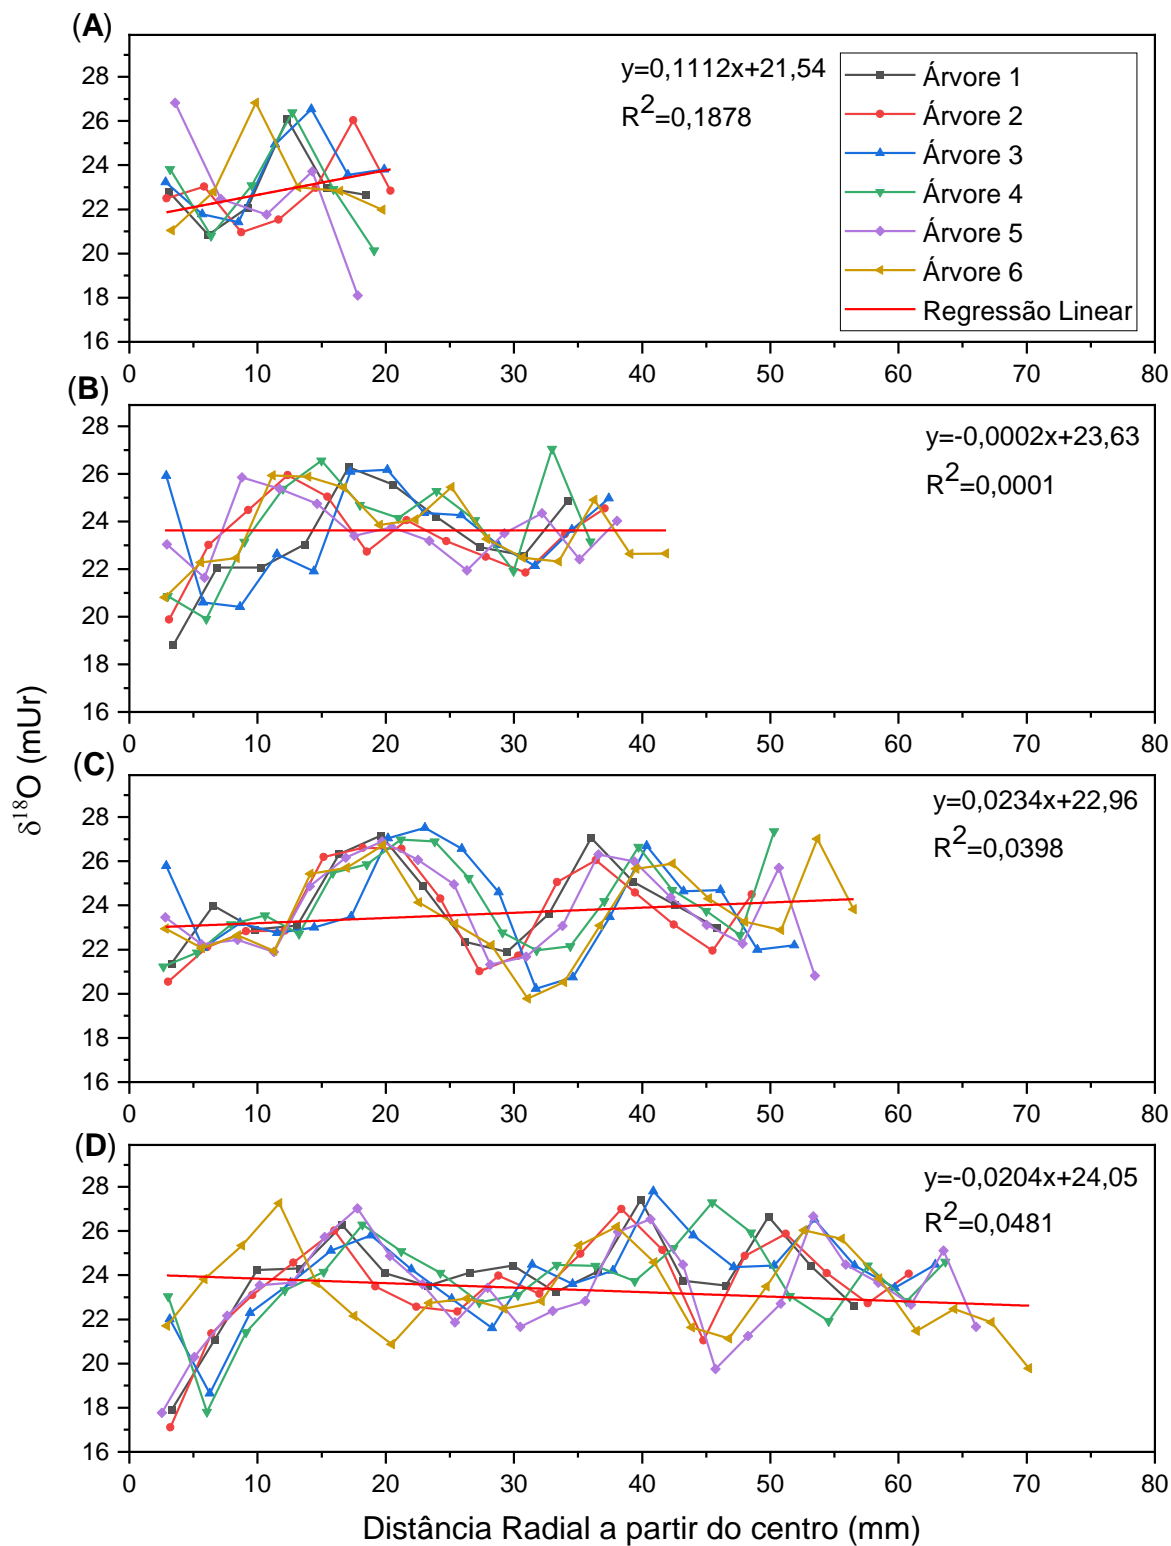 (A)
y=0,1112x+21,54
R²=0,1878
Árvore 1
Árvore 2
Árvore 3
Árvore 4
Árvore 5
Árvore 6
Regressão Linear
28
26
24
22
20
18
16
0 10 20 30 40 50 60 70 80
(B)
y=-0,0002x+23,63
R²=0,0001
28
26
24
22
20
18
16
0 10 20 30 40 50 60 70 80
δ¹⁸O (mUr)
(C)
y=0,0234x+22,96
R²=0,0398
28
26
24
22
20
18
16
0 10 20 30 40 50 60 70 80
(D)
y=-0,0204x+24,05
R²=0,0481
28
26
24
22
20
18
16
0 10 20 30 40 50 60 70 80
Distância Radial a partir do centro (mm)